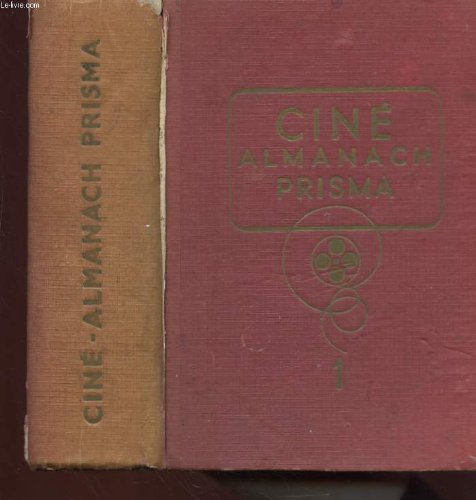 Le-livre.com
CINÉ-ALMANACH PRISMA
CINÉ
ALMANACH
PRISMA
1